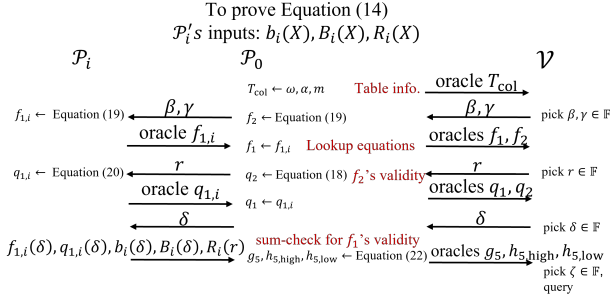 To prove Equation (14)
𝒫ᵢ's inputs: bᵢ(X), Bᵢ(X), Rᵢ(X)
𝒫ᵢ 𝒫₀ 𝒱
T_col ← ω, α, m Table info. oracle T_col
f₁,ᵢ ← Equation (19) β, γ f₂ ← Equation (19) β, γ pick β, γ ∈ 𝔽
oracle f₁,ᵢ f₁ ← f₁,ᵢ Lookup equations oracles f₁, f₂
q₁,ᵢ ← Equation (20) r q₂ ← Equation (18) f₂'s validity r pick r ∈ 𝔽
oracle q₁,ᵢ q₁ ← q₁,ᵢ oracles q₁, q₂
δ δ pick δ ∈ 𝔽
f₁,ᵢ(δ), q₁,ᵢ(δ), bᵢ(δ), Bᵢ(δ), Rᵢ(r) sum-check for f₁'s validity
g₅, h₅,high, h₅,low ← Equation (22) oracles g₅, h₅,high, h₅,low
pick ζ ∈ 𝔽,
query